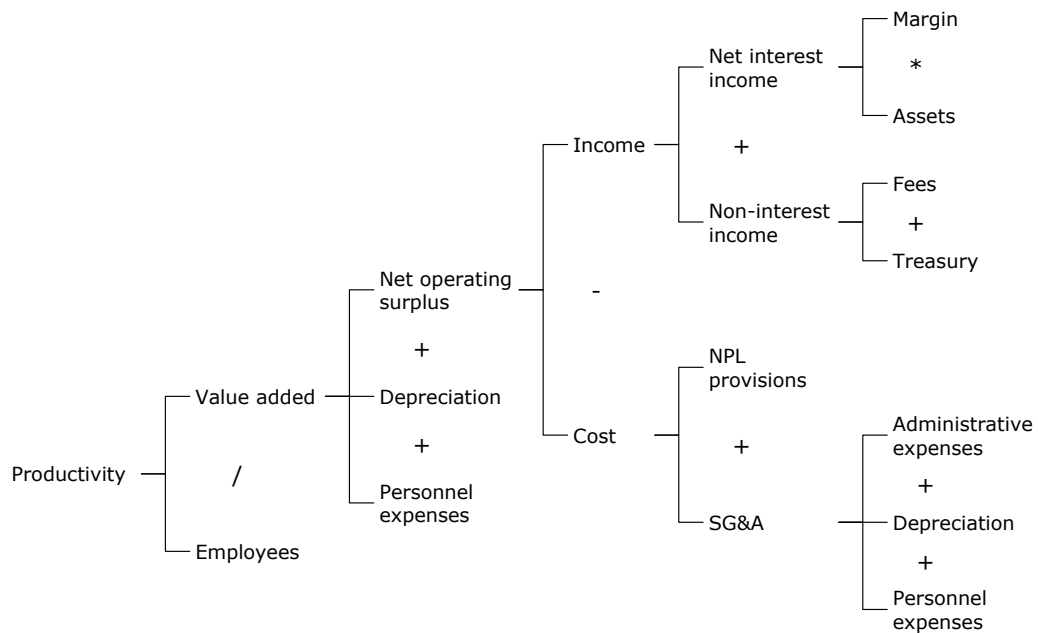 Margin
Net interest
income
*
Assets
Income
+
Fees
Non-interest
income
+
Treasury
Net operating
surplus
-
+
NPL
provisions
Value added
Depreciation
Administrative
expenses
Cost
+
+
Productivity
/
+
Personnel
expenses
SG&A
Depreciation
Employees
+
Personnel
expenses